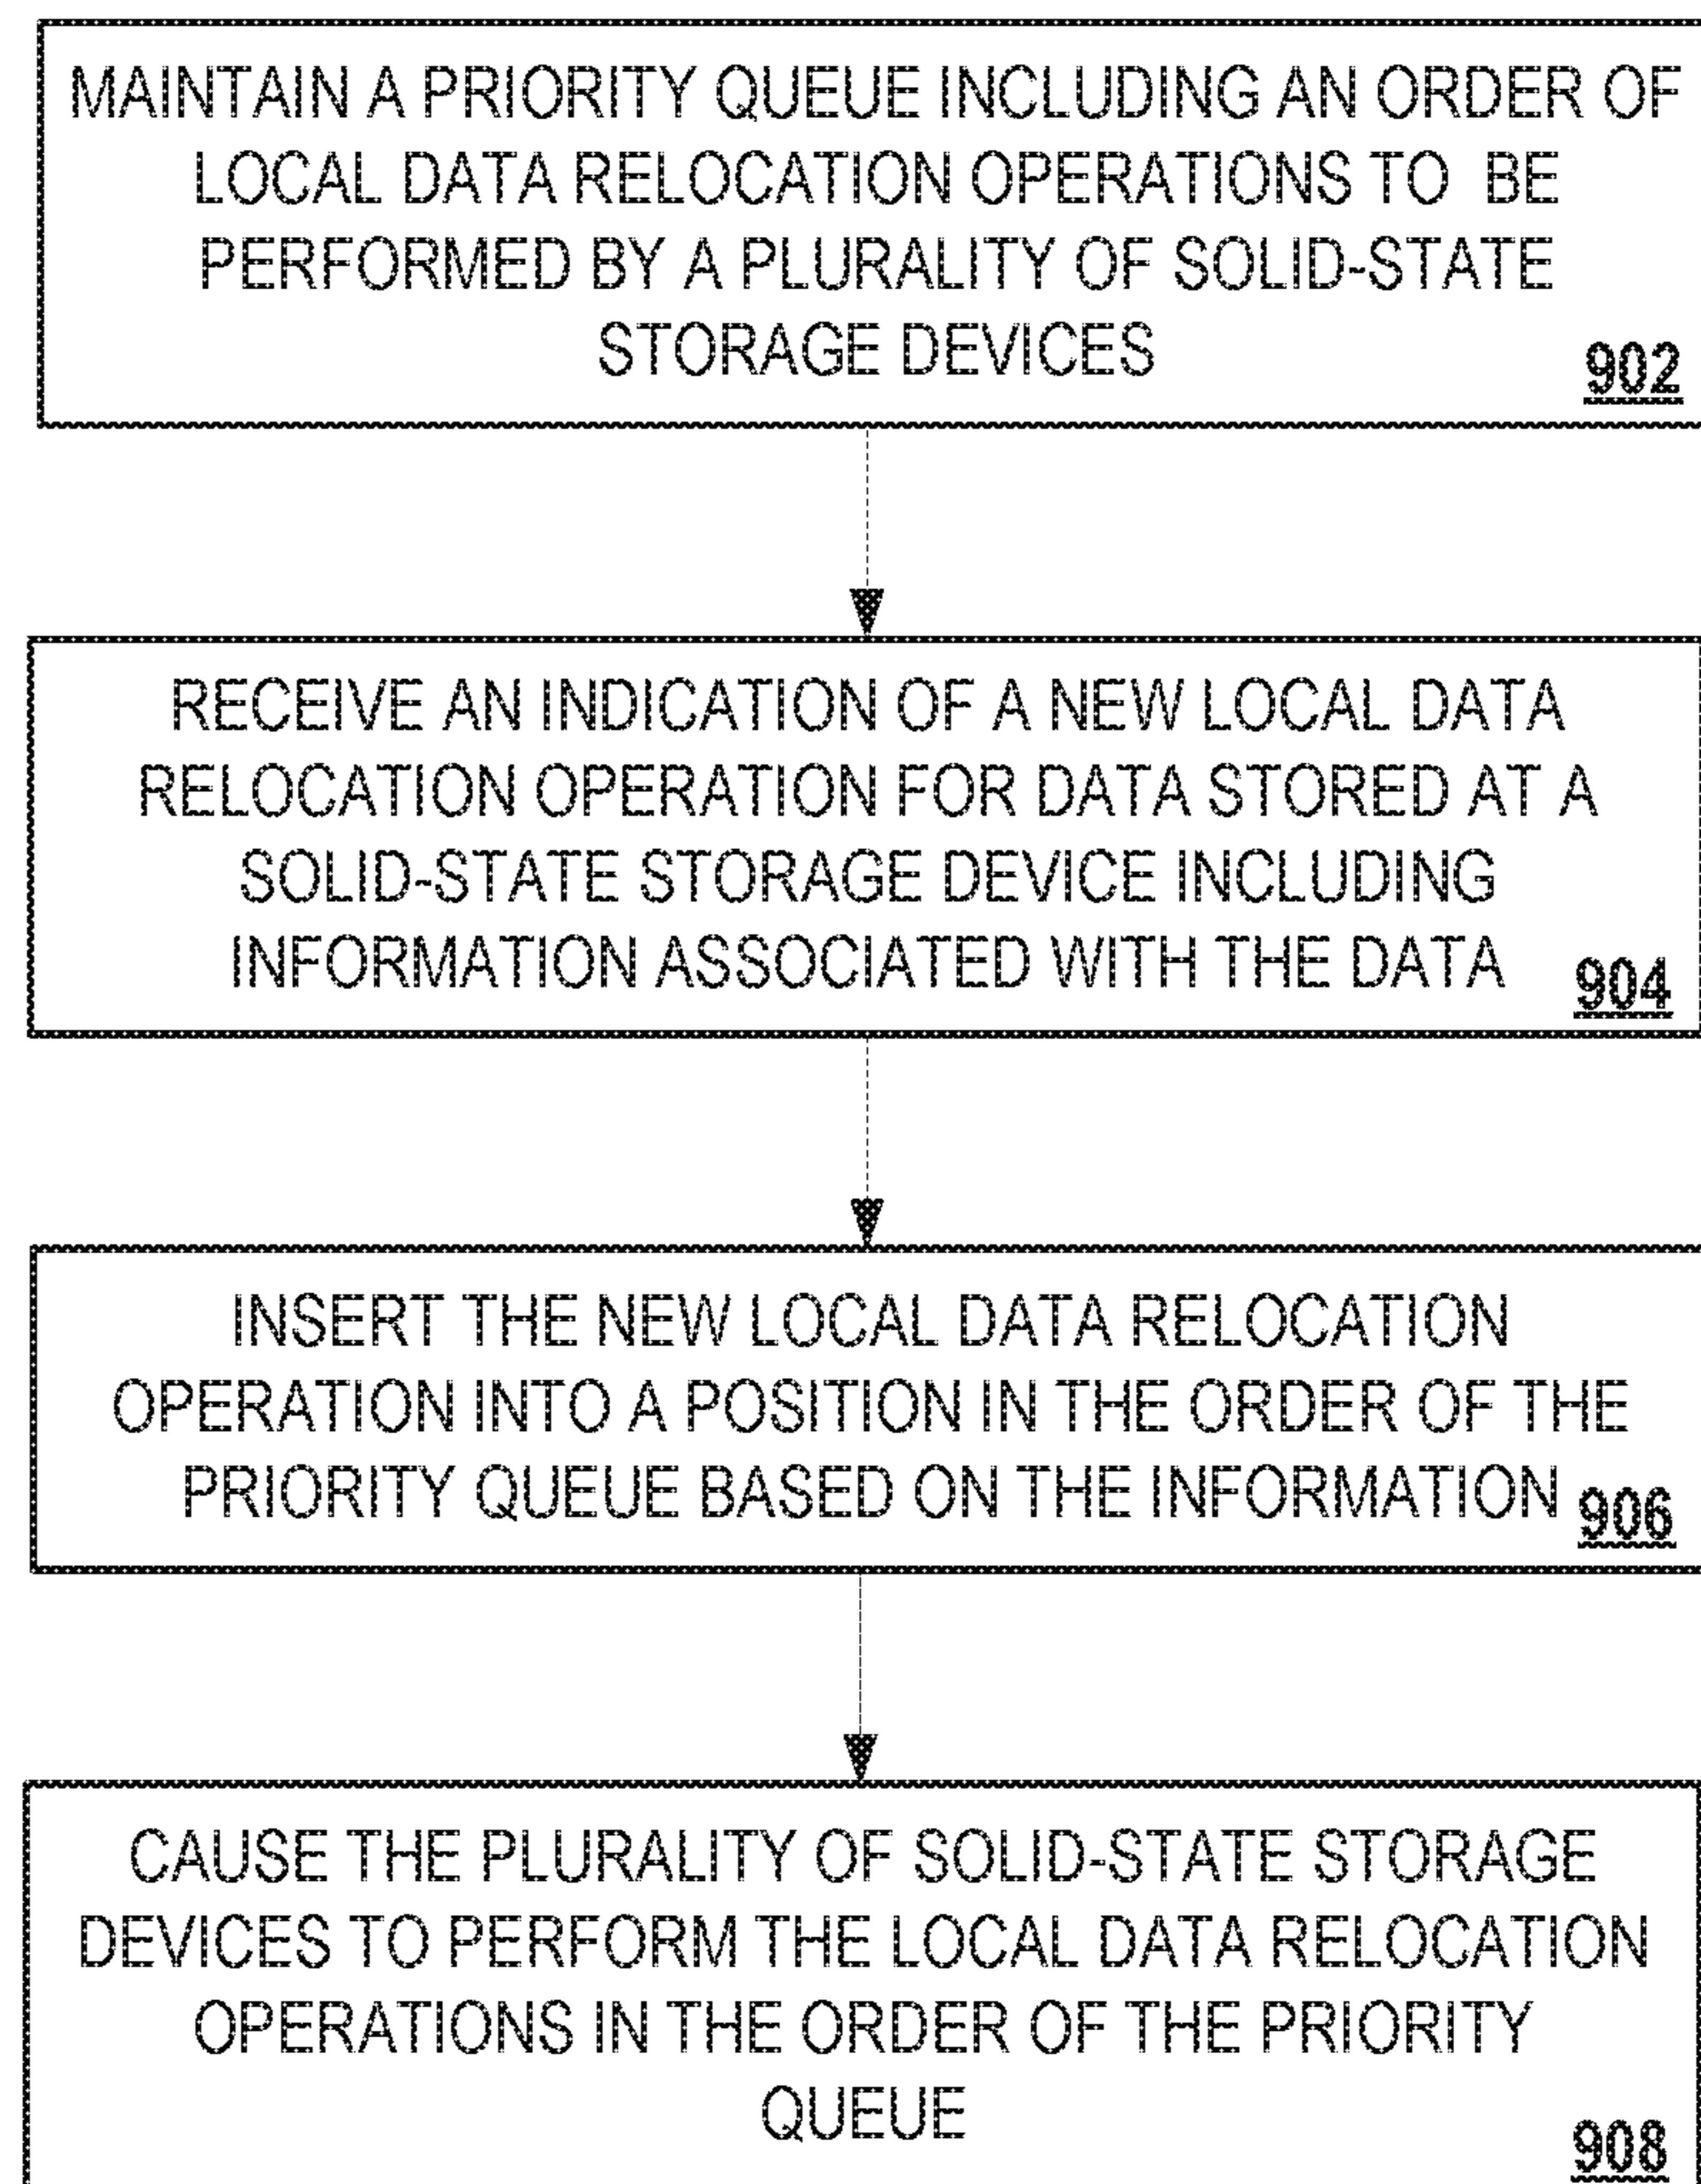 MAINTAIN A PRIORITY QUEUE INCLUDING AN ORDER OF
LOCAL DATA RELOCATION OPERATIONS TO BE
PERFORMED BY A PLURALITY OF SOLID-STATE
STORAGE DEVICES
902
RECEIVE AN INDICATION OF A NEW LOCAL DATA
RELOCATION OPERATION FOR DATA STORED AT A
SOLID-STATE STORAGE DEVICE INCLUDING
INFORMATION ASSOCIATED WITH THE DATA
904
INSERT THE NEW LOCAL DATA RELOCATION
OPERATION INTO A POSITION IN THE ORDER OF THE
PRIORITY QUEUE BASED ON THE INFORMATION
906
CAUSE THE PLURALITY OF SOLID-STATE STORAGE
DEVICES TO PERFORM THE LOCAL DATA RELOCATION
OPERATIONS IN THE ORDER OF THE PRIORITY
QUEUE
908